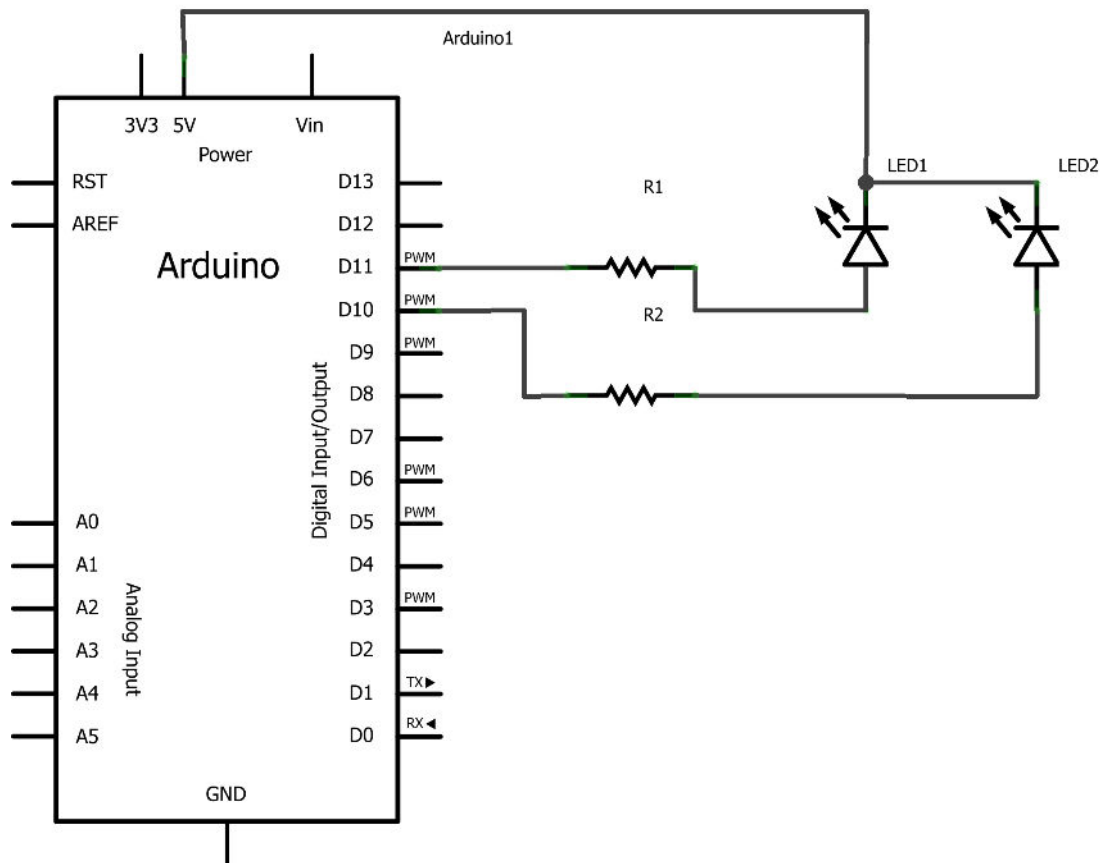 Arduino1
3V3 5V Vin
Power
LED1 LED2
RST D13 R1
AREF D12
Arduino D11 PWM
D10 PWM R2
D9 PWM
D8
D7
Digital Input/Output
D6 PWM
A0 D5 PWM
A1 D4
A2 D3 PWM
Analog Input
A3 D2
A4 D1 TX▶
A5 D0 RX◀
GND